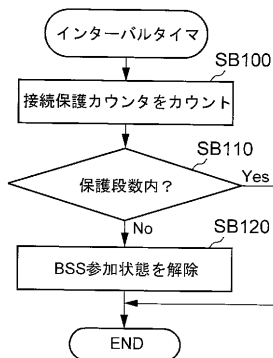 インターバルタイマ
SB100
接続保護カウンタをカウント
SB110
保護段数内？
Yes
No
SB120
BSS参加状態を解除
END